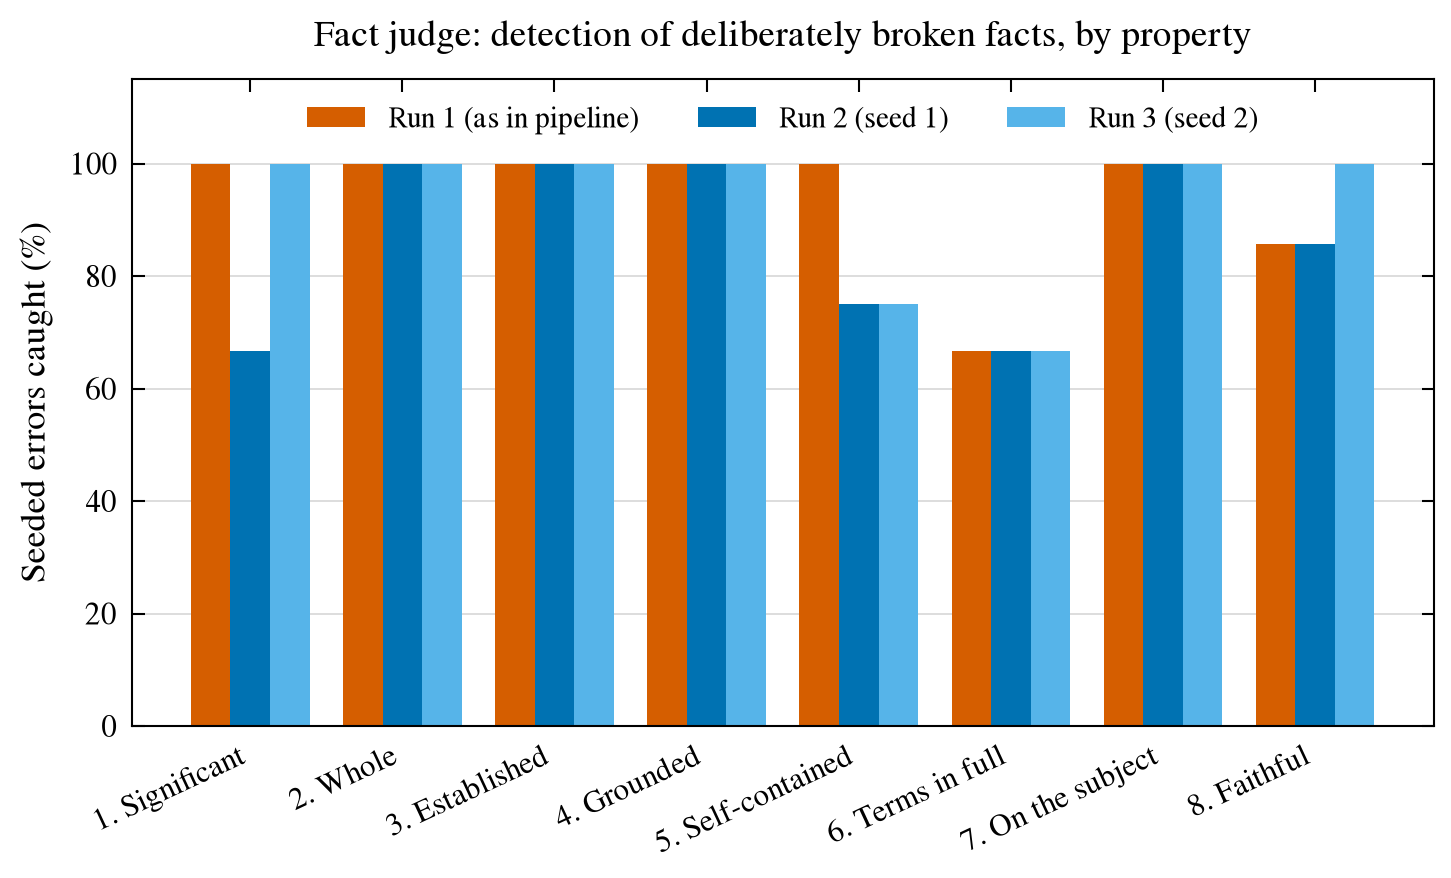 Fact judge: detection of deliberately broken facts, by property
Run 1 (as in pipeline)
Run 2 (seed 1)
Run 3 (seed 2)
Seeded errors caught (%)
100
80
60
40
20
0
1. Significant
2. Whole
3. Established
4. Grounded
5. Self-contained
6. Terms in full
7. On the subject
8. Faithful